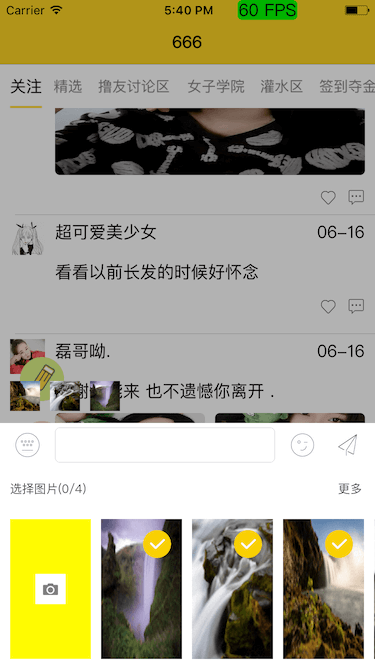 Carrier 5:40 PM 60 FPS
666
关注 精选 撸友讨论区 女子学院 灌水区 签到夺金
超可爱美少女 06-16
看看以前长发的时候好怀念
磊哥呦. 06-16
来 也不遗憾你离开 .
选择图片(0/4) 更多